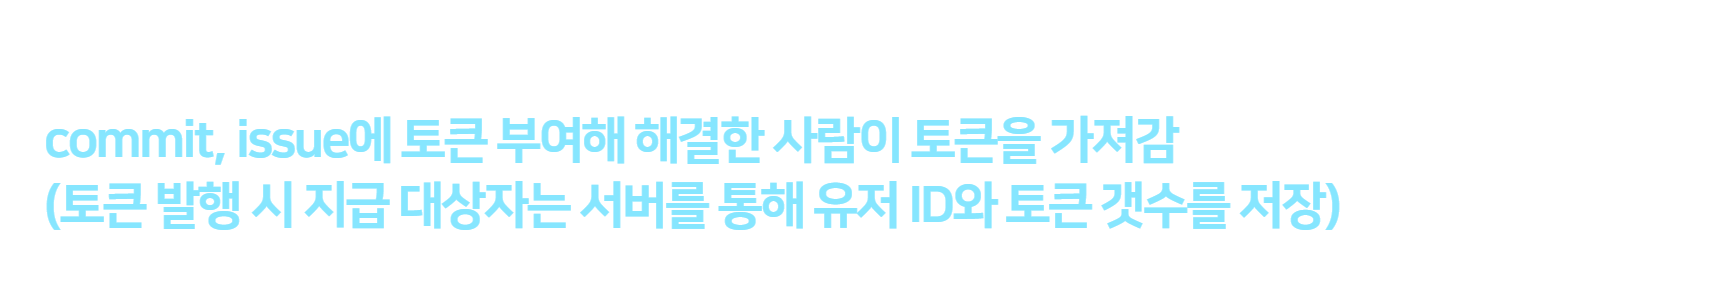 commit, issue에 토큰 부여해 해결한 사람이 토큰을 가져감
(토큰 발행 시 지급 대상자는 서버를 통해 유저 ID와 토큰 갯수를 저장)